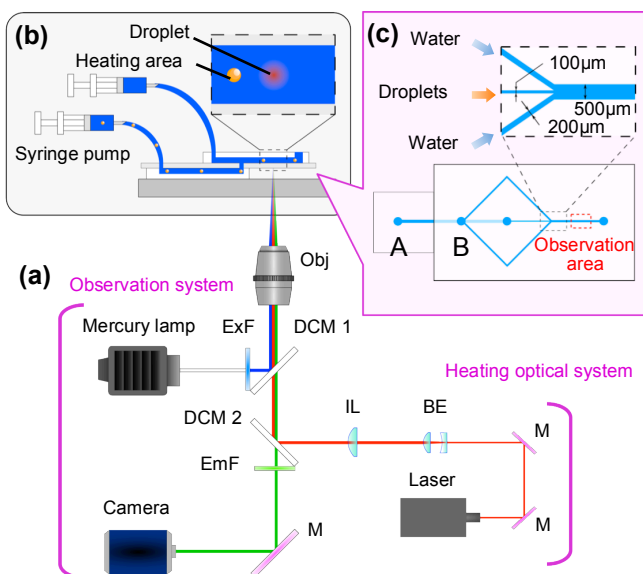 (b)
Droplet
Heating area
Syringe pump
(c)
Water
Droplets
Water
100μm
500μm
200μm
A
B
Observation
area
(a)
Observation system
Obj
Mercury lamp
ExF
DCM 1
DCM 2
EmF
Camera
M
Heating optical system
IL
BE
M
Laser
M